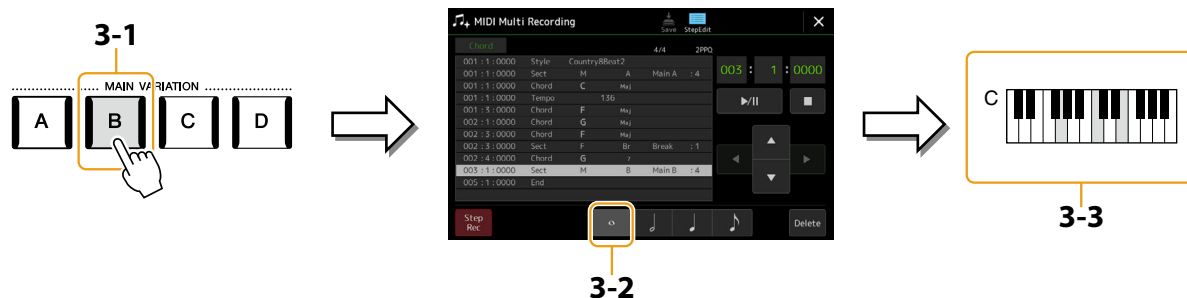 3-1
MAIN VARIATION
A B C D
MIDI Multi Recording Save StepEdit
Chord 4/4 2PPQ
001 : 1 : 0000 Style Country8Beat2
001 : 1 : 0000 Sect M A Main A : 4
001 : 1 : 0000 Chord C Maj
001 : 1 : 0000 Tempo 136
001 : 3 : 0000 Chord F Maj
002 : 1 : 0000 Chord G Maj
002 : 3 : 0000 Chord F Maj
002 : 3 : 0000 Sect F Br Break : 1
002 : 4 : 0000 Chord G 7
003 : 1 : 0000 Sect M B Main B : 4
005 : 1 : 0000 End
003 : 1 : 0000
Step
Rec
Delete
3-2
C
3-3